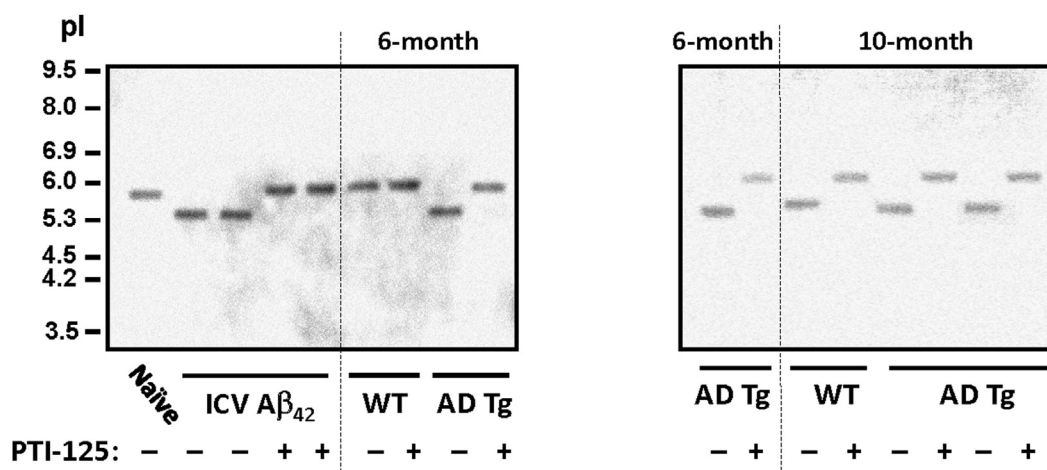 pI 6-month 6-month 10-month
9.5
8.0
6.9
6.0
5.3
4.5
4.2
3.5
Naïve ICV Aβ42 WT AD Tg AD Tg WT AD Tg
PTI-125: – – – + + – + – + – + – + – + – +